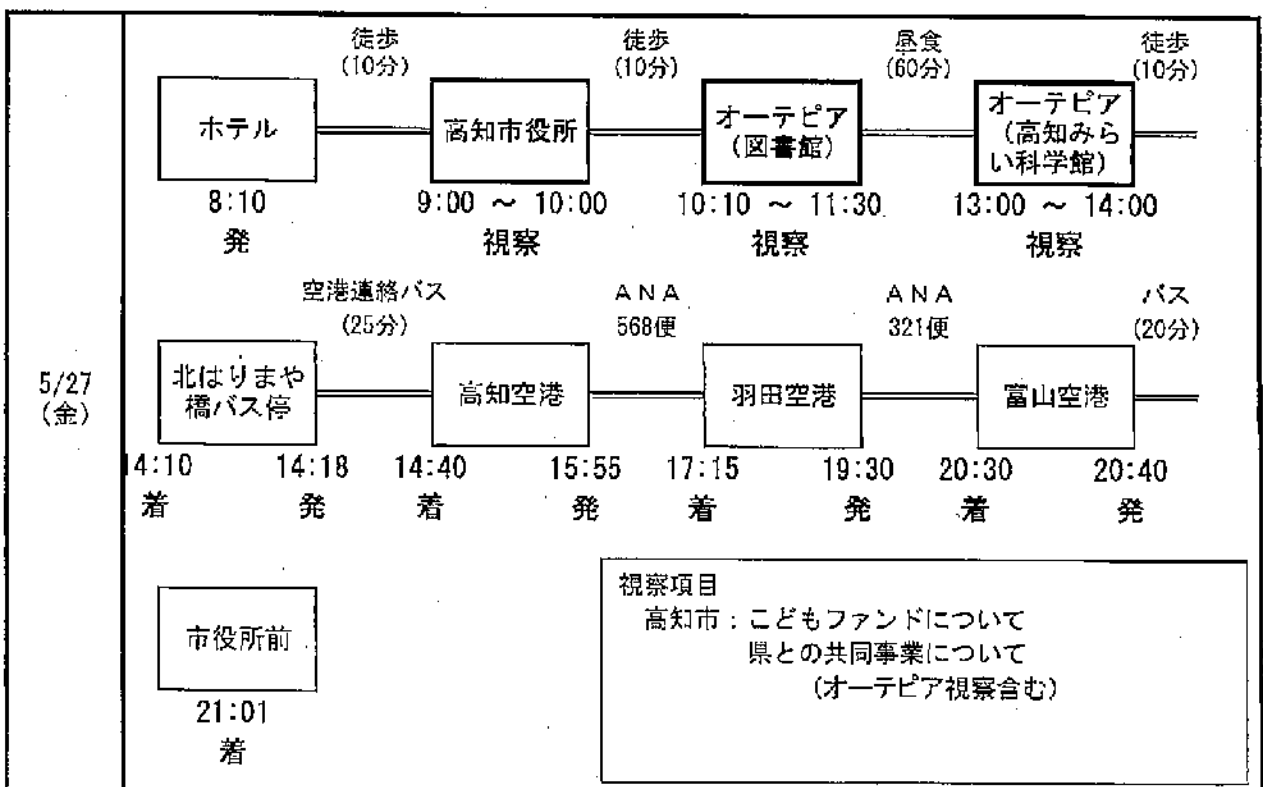 徒歩 徒歩 昼食 徒歩
(10分) (10分) (60分) (10分)
ホテル 高知市役所 オーテピア(図書館) オーテピア(高知みらい科学館)
8:10 9:00 ～ 10:00 10:10 ～ 11:30 13:00 ～ 14:00
発 視察 視察 視察
空港連絡バス ANA ANA バス
(25分) 568便 321便 (20分)
5/27
(金)
北はりまや橋バス停 高知空港 羽田空港 富山空港
14:10 14:18 14:40 15:55 17:15 19:30 20:30 20:40
着 発 着 発 着 発 着 発
市役所前
21:01
着
視察項目
高知市：こどもファンドについて
県との共同事業について
(オーテピア視察含む)